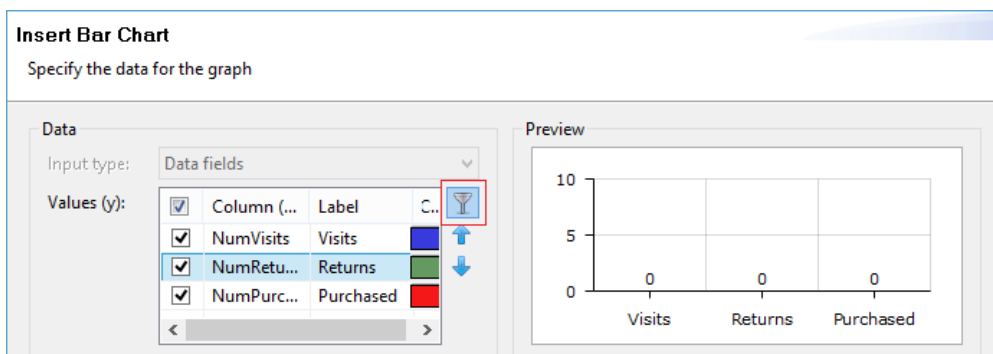 Insert Bar Chart
Specify the data for the graph
Data
Input type: Data fields
Values (y):
Column (... Label C..
NumVisits Visits
NumRetu... Returns
NumPurc... Purchased
Preview
10
5
0
0 0 0
Visits Returns Purchased